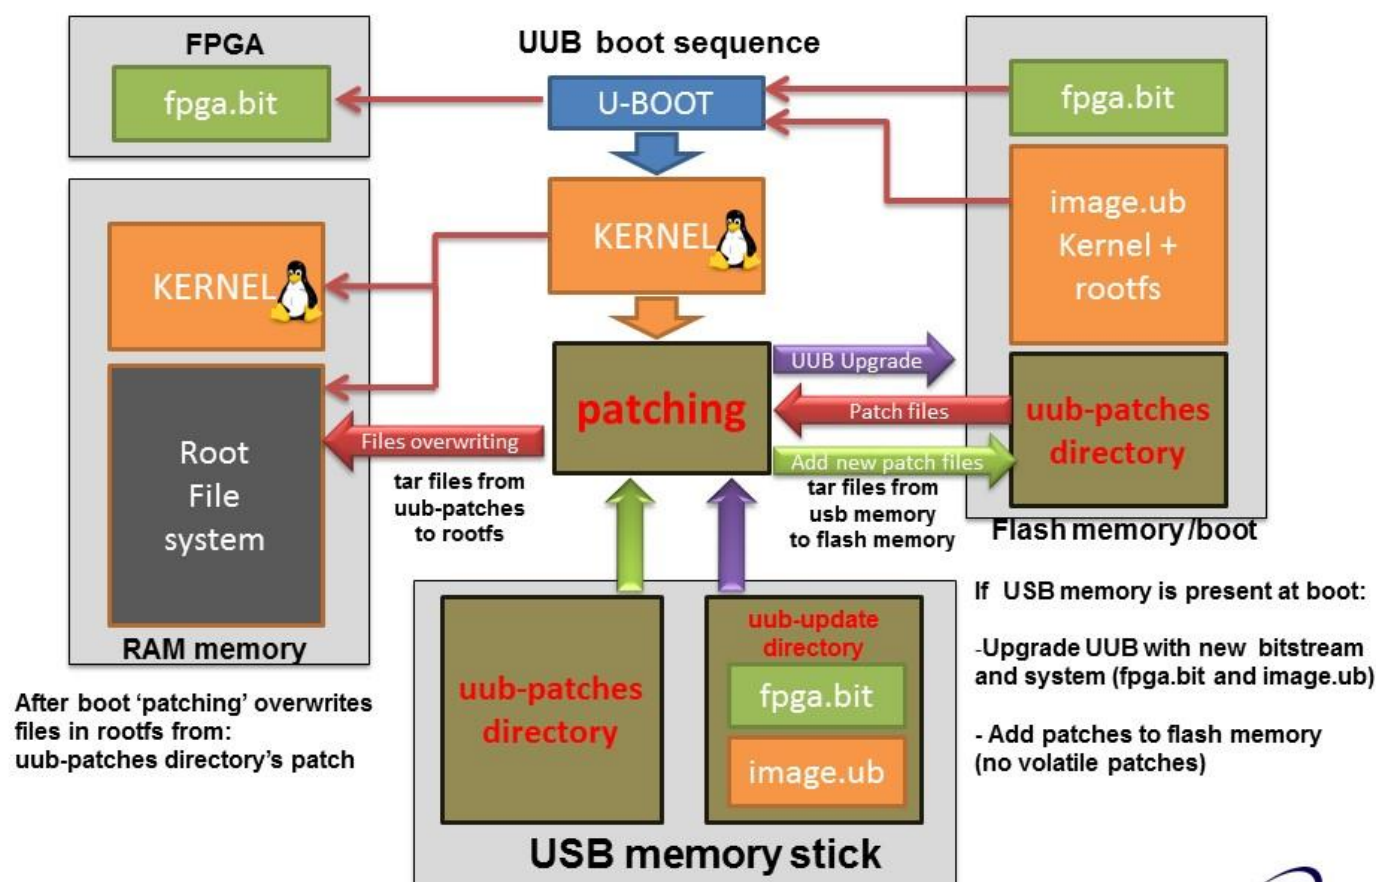 UUB boot sequence
FPGA
fpga.bit
U-BOOT
fpga.bit
KERNEL
image.ub
Kernel +
rootfs
KERNEL
patching
UUB Upgrade
Patch files
Add new patch files
uub-patches
directory
Files overwriting
Root
File
system
tar files from
uub-patches
to rootfs
tar files from
usb memory
to flash memory
Flash memory /boot
RAM memory
If USB memory is present at boot:
-Upgrade UUB with new bitstream
and system (fpga.bit and image.ub)
- Add patches to flash memory
(no volatile patches)
After boot ‘patching’ overwrites
files in rootfs from:
uub-patches directory’s patch
uub-patches
directory
uub-update
directory
fpga.bit
image.ub
USB memory stick